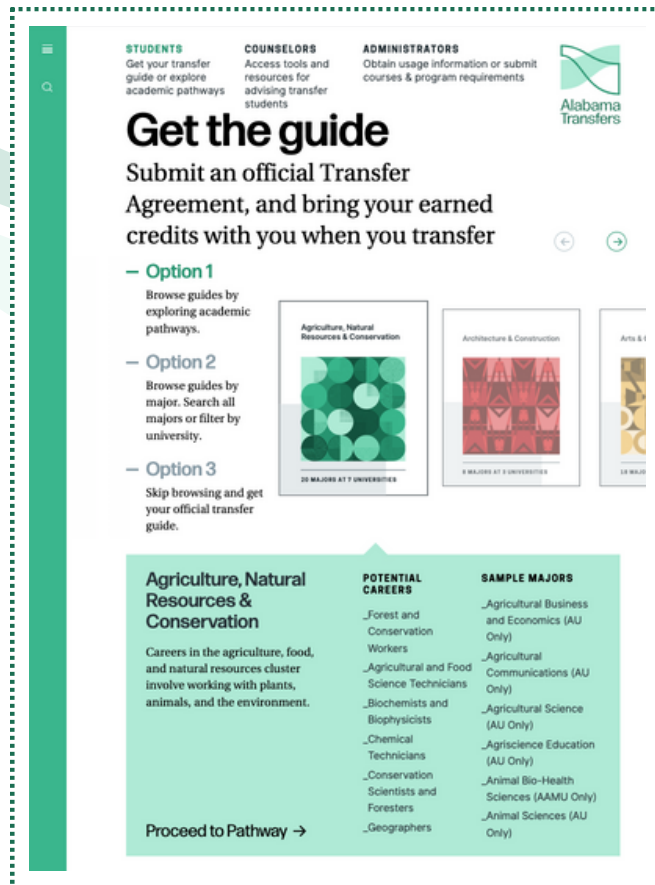 STUDENTS
Get your transfer
guide or explore
academic pathways
COUNSELORS
Access tools and
resources for
advising transfer
students
ADMINISTRATORS
Obtain usage information or submit
courses & program requirements
Alabama
Transfers
Get the guide
Submit an official Transfer
Agreement, and bring your earned
credits with you when you transfer
– Option 1
Browse guides by
exploring academic
pathways.
– Option 2
Browse guides by
major. Search all
majors or filter by
university.
– Option 3
Skip browsing and get
your official transfer
guide.
Agriculture, Natural
Resources & Conservation
20 MAJORS AT 7 UNIVERSITIES
Architecture & Construction
Arts &
Agriculture, Natural
Resources &
Conservation
Careers in the agriculture, food,
and natural resources cluster
involve working with plants,
animals, and the environment.
Proceed to Pathway →
POTENTIAL
CAREERS
_Forest and
Conservation
Workers
_Agricultural and Food
Science Technicians
_Biochemists and
Biophysicists
_Chemical
Technicians
_Conservation
Scientists and
Foresters
_Geographers
SAMPLE MAJORS
_Agricultural Business
and Economics (AU
Only)
_Agricultural
Communications (AU
Only)
_Agricultural Science
(AU Only)
_Agriscience Education
(AU Only)
_Animal Bio-Health
Sciences (AAMU Only)
_Animal Sciences (AU
Only)